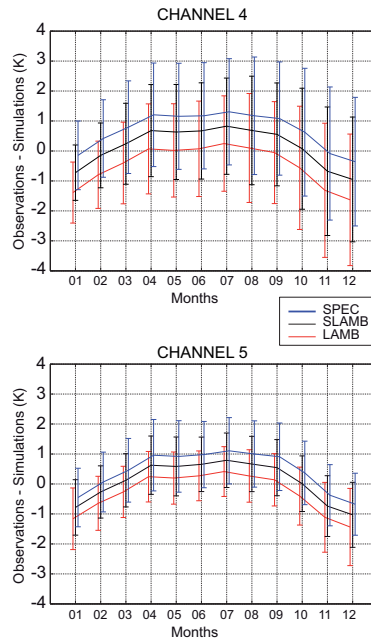 CHANNEL 4
Observations - Simulations (K)
4
3
2
1
0
-1
-2
-3
-4
01 02 03 04 05 06 07 08 09 10 11 12
Months
SPEC
SLAMB
LAMB
CHANNEL 5
Observations - Simulations (K)
4
3
2
1
0
-1
-2
-3
-4
01 02 03 04 05 06 07 08 09 10 11 12
Months